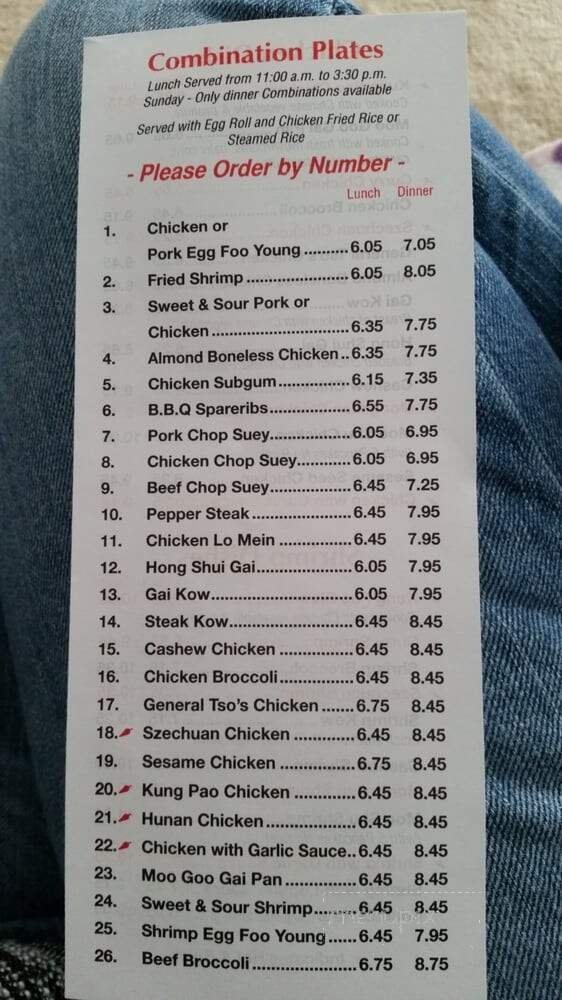 Combination Plates
Lunch Served from 11:00 a.m. to 3:30 p.m.
Sunday - Only dinner Combinations available
Served with Egg Roll and Chicken Fried Rice or
Steamed Rice
- Please Order by Number -
Lunch Dinner
1. Chicken or
Pork Egg Foo Young ..........6.05 7.05
2. Fried Shrimp ........................6.05 8.05
3. Sweet & Sour Pork or
Chicken................................6.35 7.75
4. Almond Boneless Chicken..6.35 7.75
5. Chicken Subgum................6.15 7.35
6. B.B.Q Spareribs..................6.55 7.75
7. Pork Chop Suey..................6.05 6.95
8. Chicken Chop Suey............6.05 6.95
9. Beef Chop Suey..................6.45 7.25
10. Pepper Steak ......................6.45 7.95
11. Chicken Lo Mein ................6.45 7.95
12. Hong Shui Gai.....................6.05 7.95
13. Gai Kow................................6.05 7.95
14. Steak Kow............................6.45 8.45
15. Cashew Chicken ................6.45 8.45
16. Chicken Broccoli.................6.45 8.45
17. General Tso's Chicken .......6.75 8.45
18. Szechuan Chicken .............6.45 8.45
19. Sesame Chicken ................6.75 8.45
20. Kung Pao Chicken .............6.45 8.45
21. Hunan Chicken ...................6.45 8.45
22. Chicken with Garlic Sauce..6.45 8.45
23. Moo Goo Gai Pan ...............6.45 8.45
24. Sweet & Sour Shrimp..........6.45 8.45
25. Shrimp Egg Foo Young ......6.45 7.95
26. Beef Broccoli .......................6.75 8.75